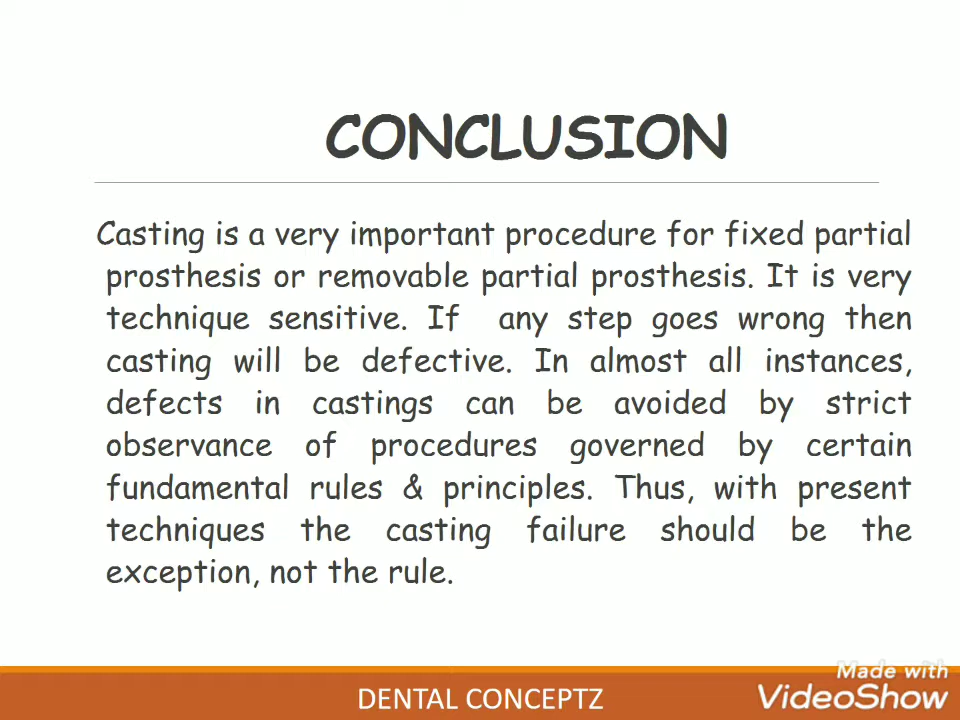 CONCLUSION
Casting is a very important procedure for fixed partial
prosthesis or removable partial prosthesis. It is very
technique sensitive. If any step goes wrong then
casting will be defective. In almost all instances,
defects in castings can be avoided by strict
observance of procedures governed by certain
fundamental rules & principles. Thus, with present
techniques the casting failure should be the
exception, not the rule.
Made with
VideoShow
DENTAL CONCEPTZ